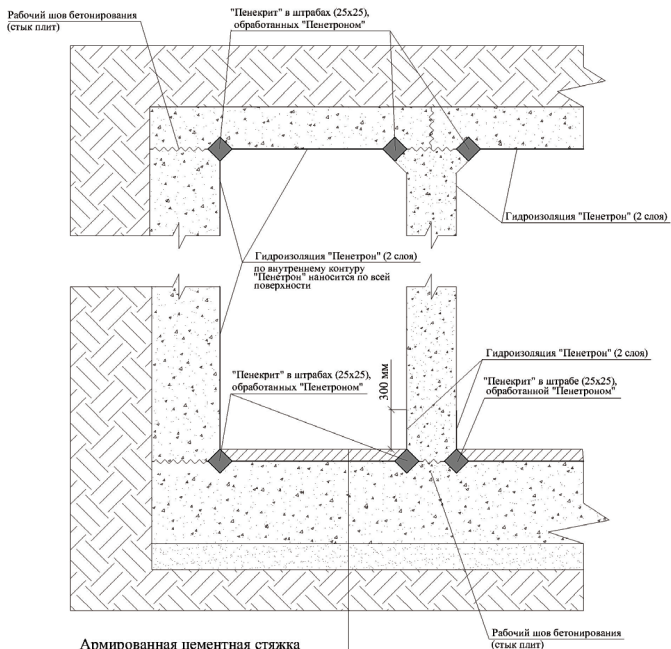 Рабочий шов бетонирования
(стык плит)
"Пенекрит" в штрабах (25x25),
обработанных "Пенетроном"
Гидроизоляция "Пенетрон" (2 слоя)
Гидроизоляция "Пенетрон" (2 слоя)
по внутреннему контуру
"Пенетрон" наносится по всей
поверхности
Гидроизоляция "Пенетрон" (2 слоя)
"Пенекрит" в штрабах (25x25),
обработанных "Пенетроном"
300 мм
"Пенекрит" в штрабе (25x25),
обработанной "Пенетроном"
Рабочий шов бетонирования
(стык плит)
Армированная цементная стяжка